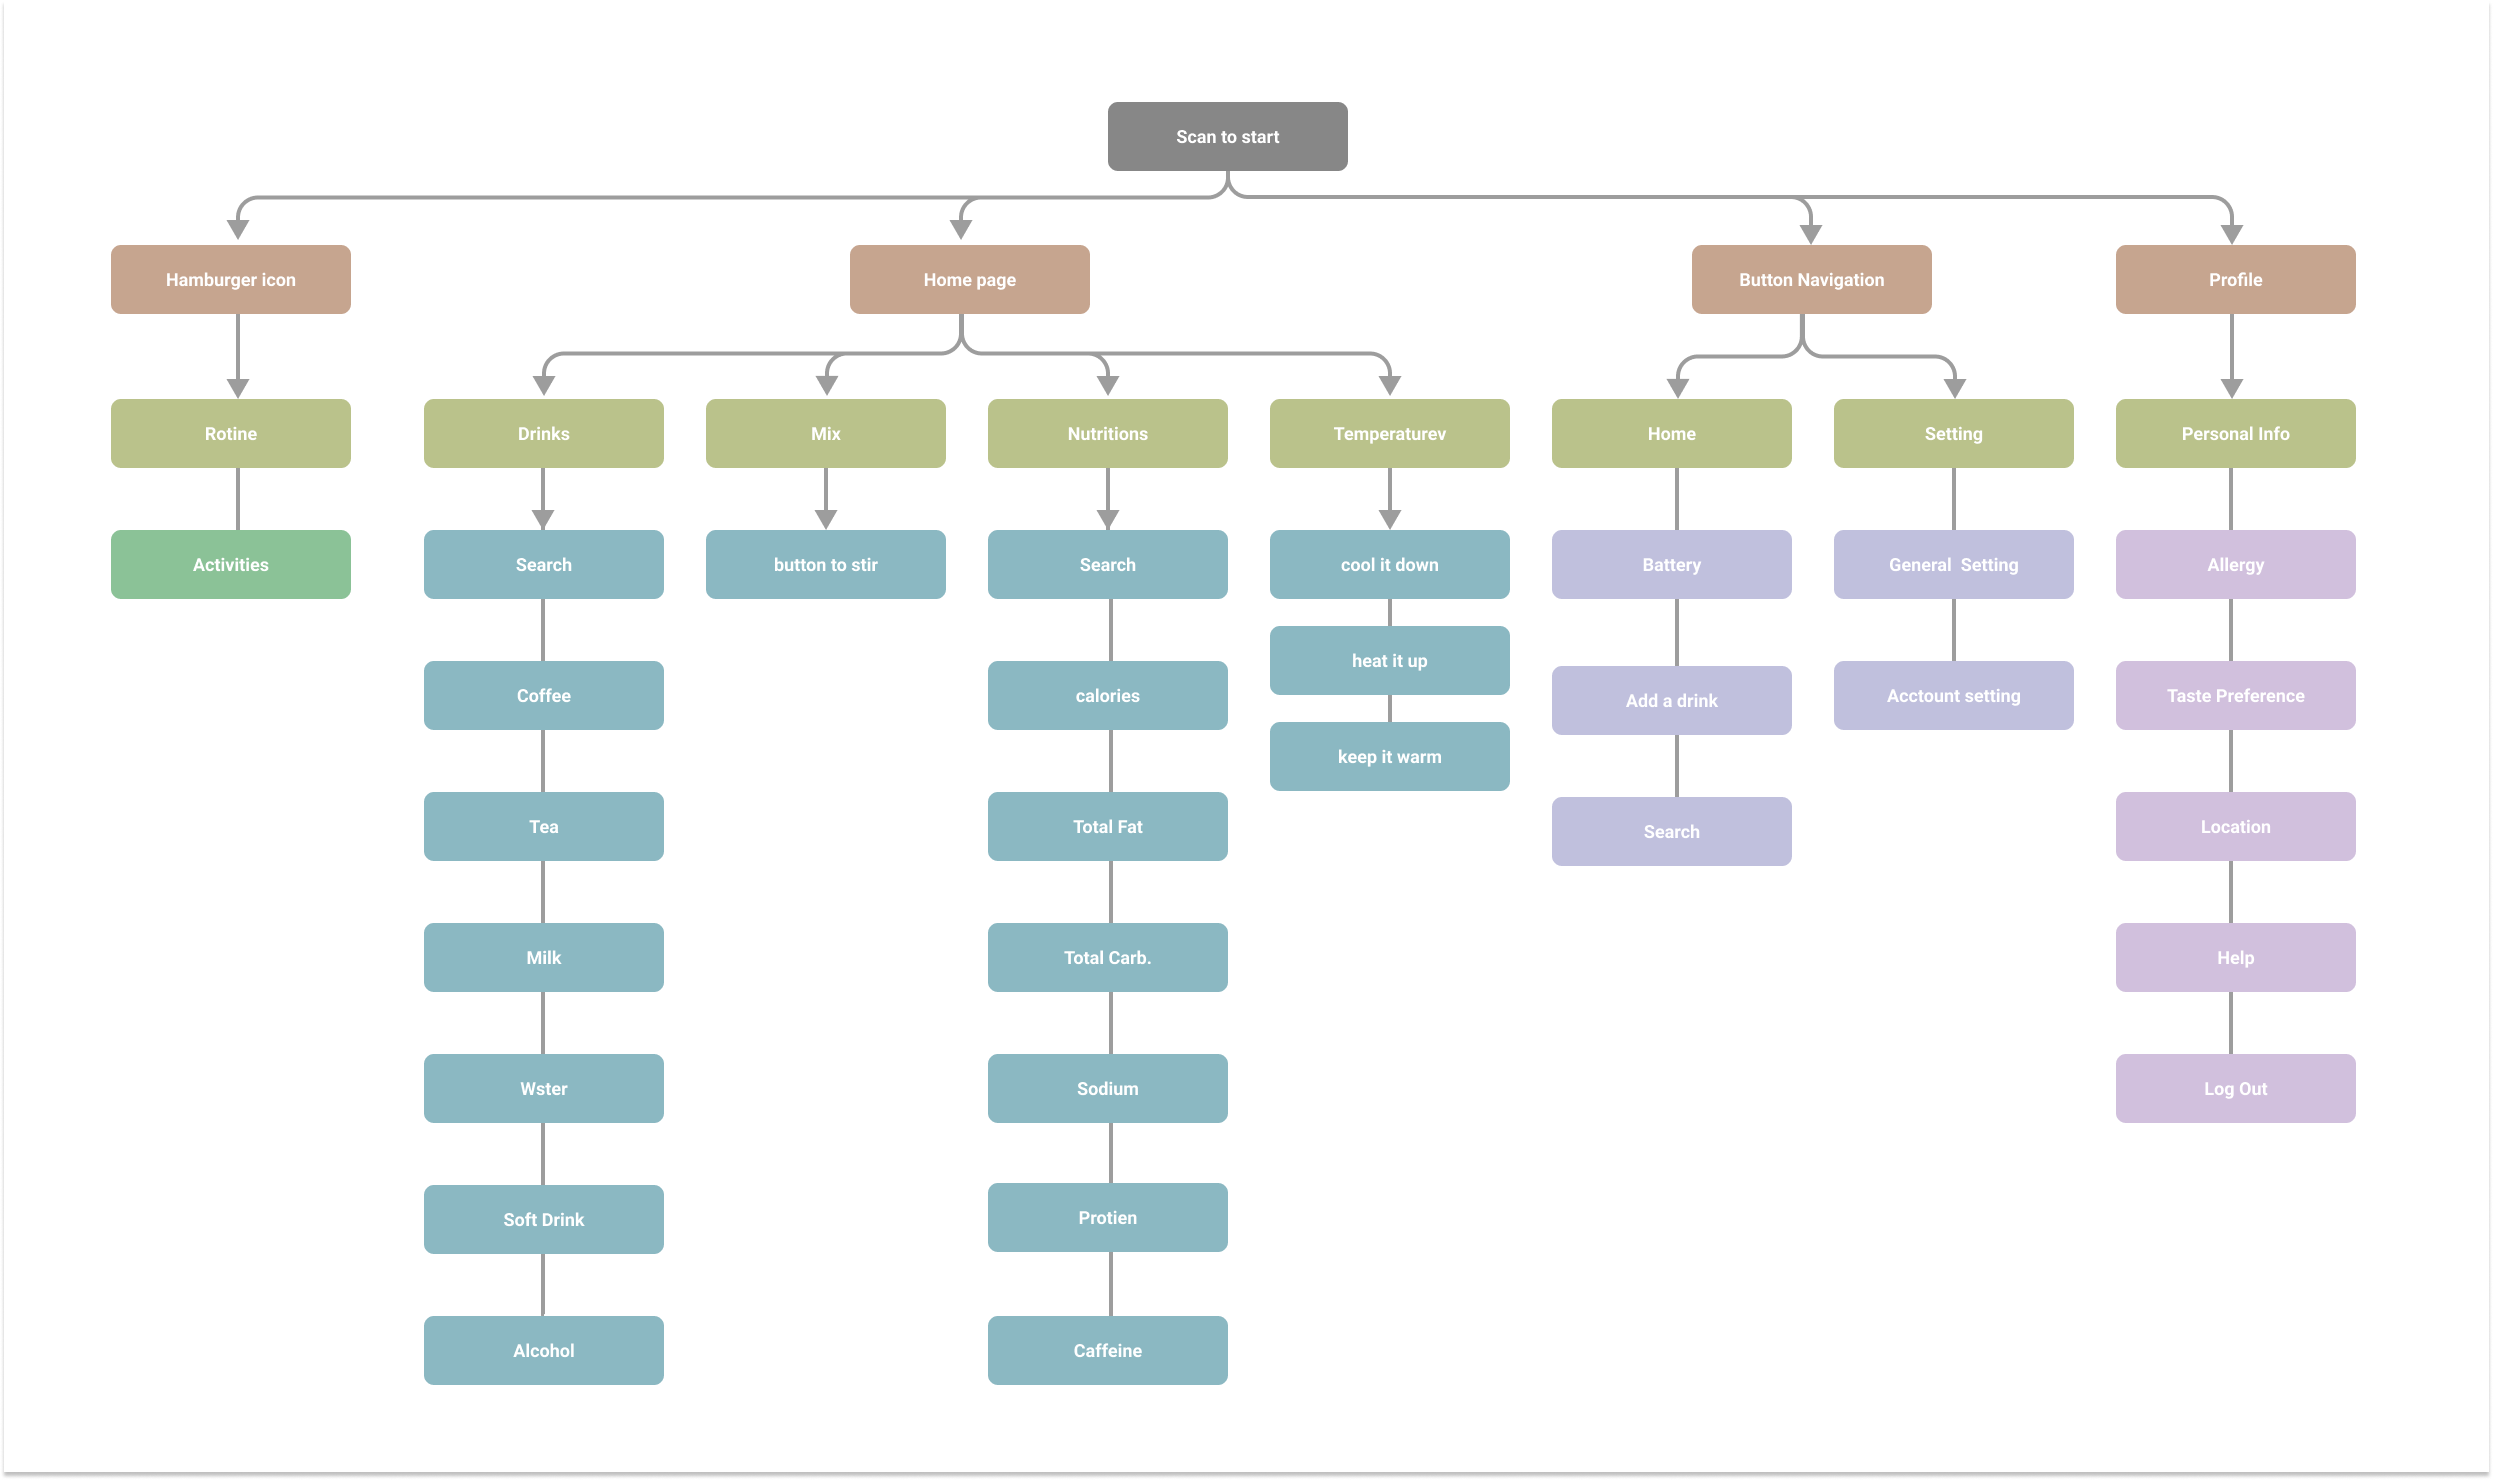 Scan to start
Hamburger icon
Home page
Button Navigation
Profile
Rotine
Drinks
Mix
Nutritions
Temperaturev
Home
Setting
Personal Info
Activities
Search
button to stir
Search
cool it down
Battery
General  Setting
Allergy
heat it up
Coffee
calories
Add a drink
Acctount setting
Taste Preference
keep it warm
Tea
Total Fat
Search
Location
Milk
Total Carb.
Help
Wster
Sodium
Log Out
Soft Drink
Protien
Alcohol
Caffeine